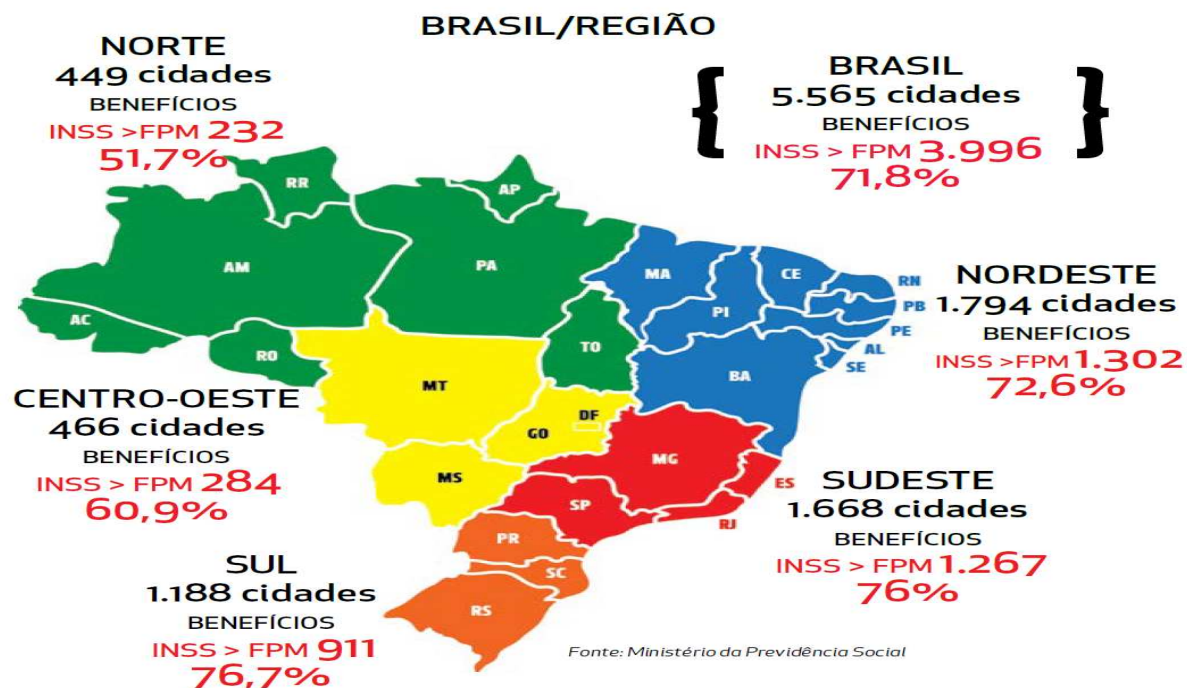 BRASIL/REGIÃO
NORTE
449 cidades
BENEFÍCIOS
INSS >FPM 232
51,7%
BRASIL
5.565 cidades
BENEFÍCIOS
INSS > FPM 3.996
71,8%
RR
AP
AM
PA
MA
CE
RN
PB
PE
AL
SE
PI
AC
RO
TO
BA
MT
DF
GO
MS
MG
ES
SP
RJ
PR
SC
RS
NORDESTE
1.794 cidades
BENEFÍCIOS
INSS >FPM 1.302
72,6%
CENTRO-OESTE
466 cidades
BENEFÍCIOS
INSS > FPM 284
60,9%
SUDESTE
1.668 cidades
BENEFÍCIOS
INSS > FPM 1.267
76%
SUL
1.188 cidades
BENEFÍCIOS
INSS > FPM 911
76,7%
Fonte: Ministério da Previdência Social